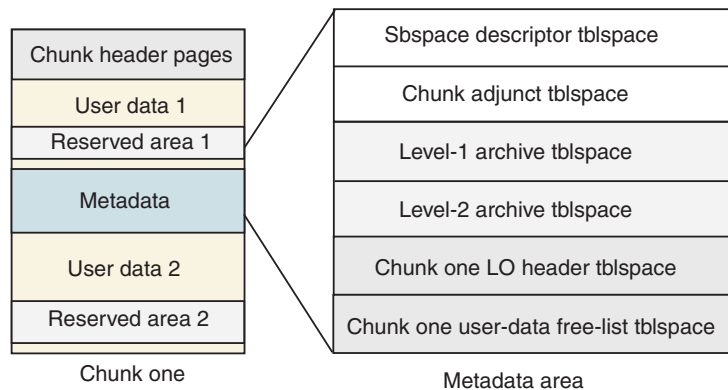 Chunk header pages
User data 1
Reserved area 1
Metadata
User data 2
Reserved area 2
Chunk one
Sbspace descriptor tblspace
Chunk adjunct tblspace
Level-1 archive tblspace
Level-2 archive tblspace
Chunk one LO header tblspace
Chunk one user-data free-list tblspace
Metadata area